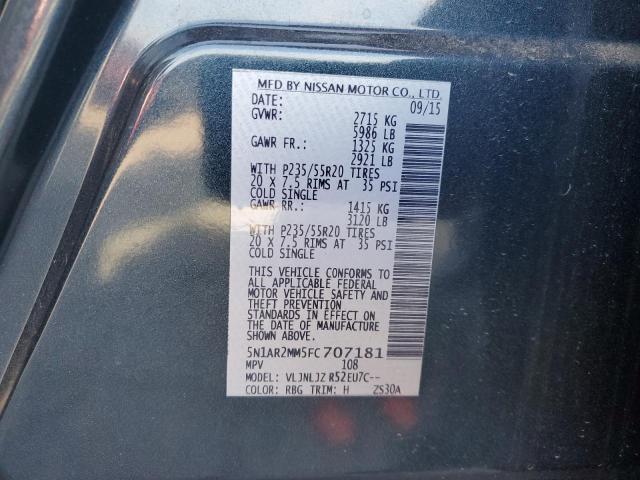 MFD BY NISSAN MOTOR CO., LTD.
DATE: 09/15
GVWR: 2715 KG
5986 LB
GAWR FR.: 1325 KG
2921 LB
WITH P235/55R20 TIRES
20 X 7.5 RIMS AT 35 PSI
COLD SINGLE
GAWR RR.: 1415 KG
3120 LB
WITH P235/55R20 TIRES
20 X 7.5 RIMS AT 35 PSI
COLD SINGLE
THIS VEHICLE CONFORMS TO
ALL APPLICABLE FEDERAL
MOTOR VEHICLE SAFETY AND
THEFT PREVENTION
STANDARDS IN EFFECT ON
THE DATE OF MANUFACTURE
SHOWN ABOVE.
5N1AR2MM5FC707181
MPV 108
MODEL: VLJNLJZ R52EU7C--
COLOR: RBG TRIM: H ZS30A